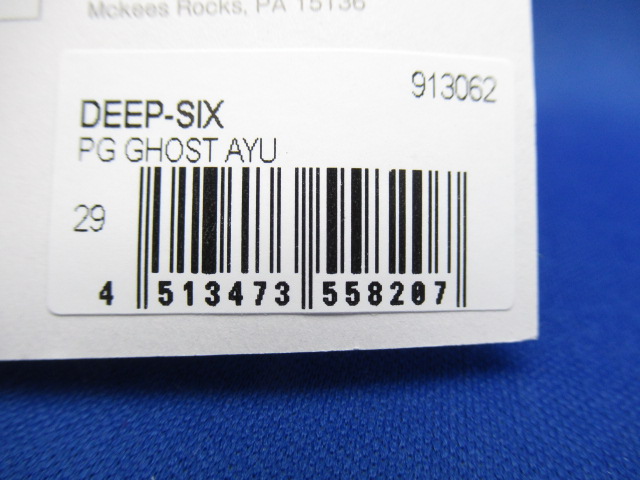 Mckees Rocks, PA 15136
913062
DEEP-SIX
PG GHOST AYU
29
4 513473 558207